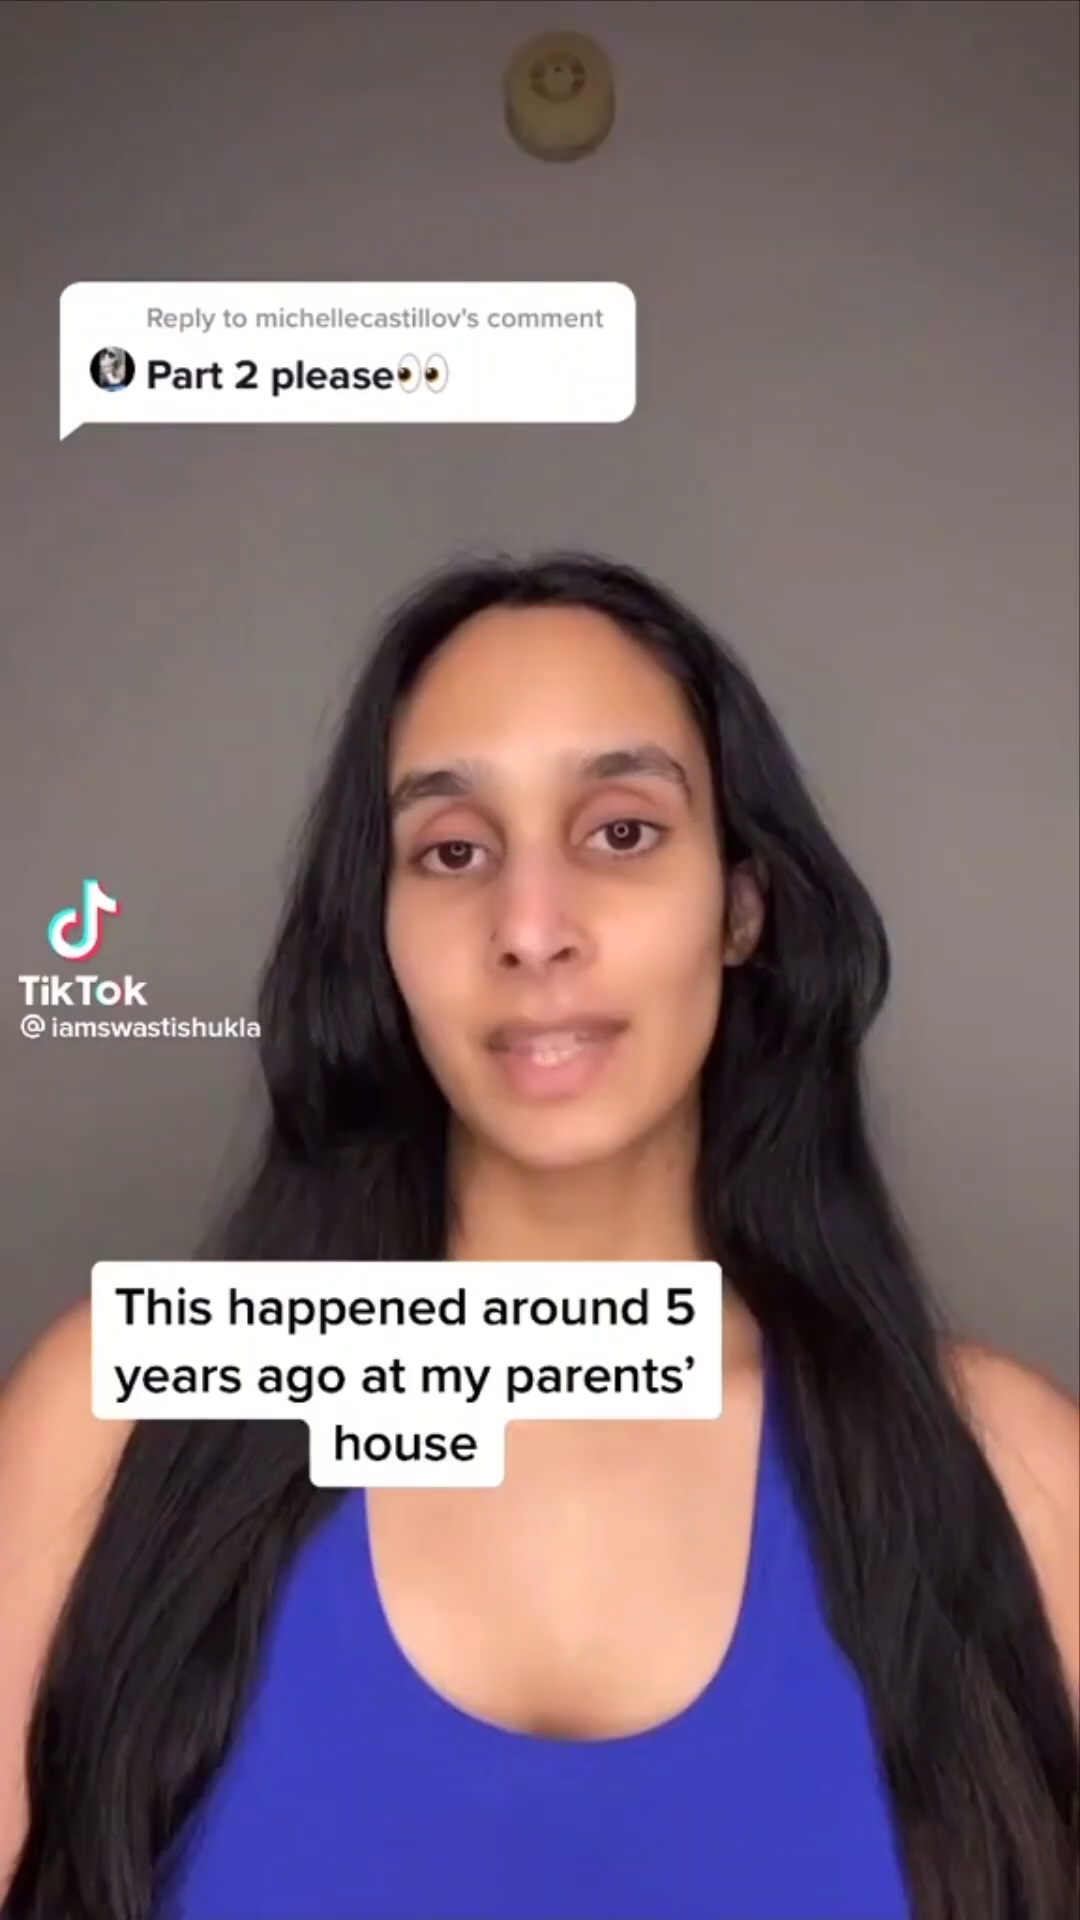 Reply to michellecastillov's comment
Part 2 please👀
TikTok
@iamswastishukla
This happened around 5
years ago at my parents’
house